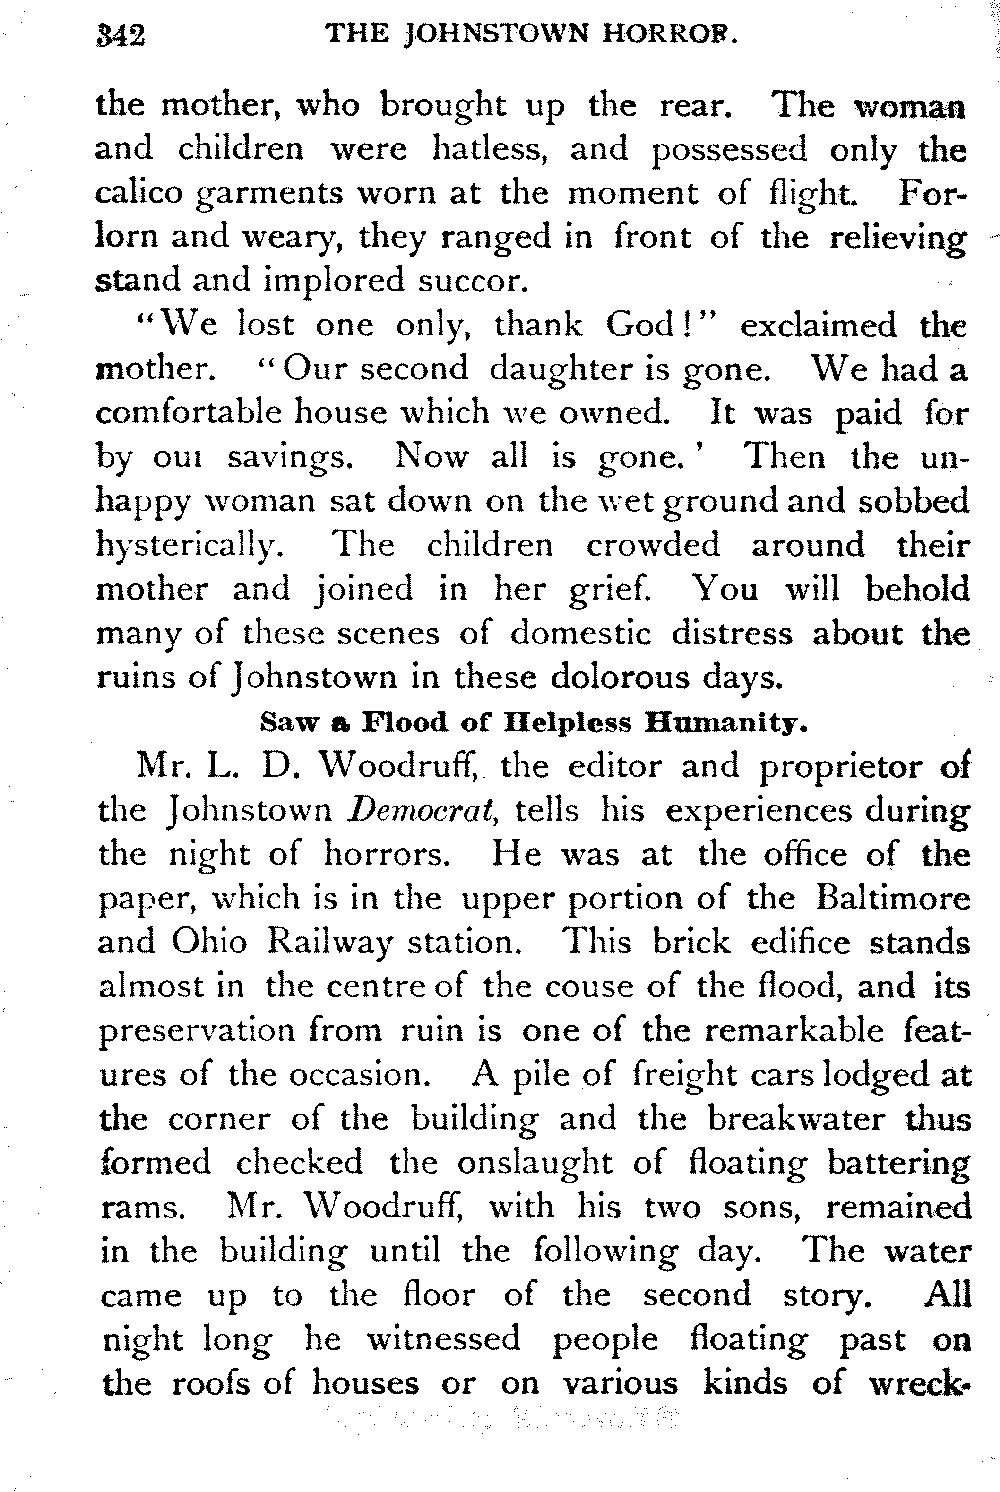 342 THE JOHNSTOWN HORROR.
the mother, who brought up the rear. The woman
and children were hatless, and possessed only the
calico garments worn at the moment of flight. For-
lorn and weary, they ranged in front of the relieving
stand and implored succor.
"We lost one only, thank God!" exclaimed the
mother. "Our second daughter is gone. We had a
comfortable house which we owned. It was paid for
by our savings. Now all is gone.' Then the un-
happy woman sat down on the wet ground and sobbed
hysterically. The children crowded around their
mother and joined in her grief. You will behold
many of these scenes of domestic distress about the
ruins of Johnstown in these dolorous days.
Saw a Flood of Helpless Humanity.
Mr. L. D. Woodruff, the editor and proprietor of
the Johnstown Democrat, tells his experiences during
the night of horrors. He was at the office of the
paper, which is in the upper portion of the Baltimore
and Ohio Railway station. This brick edifice stands
almost in the centre of the couse of the flood, and its
preservation from ruin is one of the remarkable feat-
ures of the occasion. A pile of freight cars lodged at
the corner of the building and the breakwater thus
formed checked the onslaught of floating battering
rams. Mr. Woodruff, with his two sons, remained
in the building until the following day. The water
came up to the floor of the second story. All
night long he witnessed people floating past on
the roofs of houses or on various kinds of wreck-